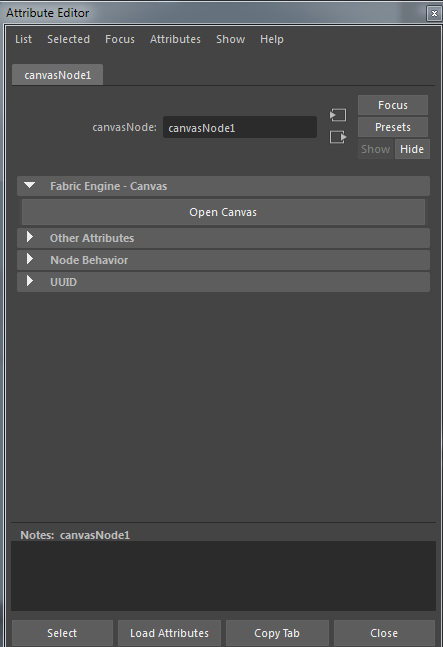 Attribute Editor
x
List Selected Focus Attributes Show Help
canvasNode1
Focus
canvasNode: canvasNode1
Presets
Show Hide
Fabric Engine - Canvas
Open Canvas
Other Attributes
Node Behavior
UUID
Notes: canvasNode1
Select Load Attributes Copy Tab Close